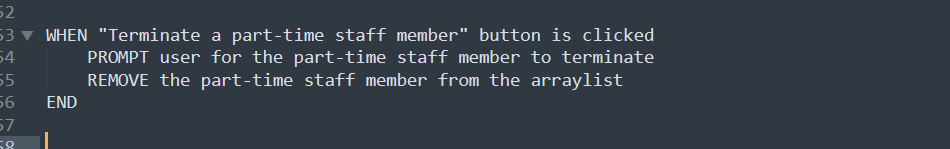 52
53 WHEN "Terminate a part-time staff member" button is clicked
54 PROMPT user for the part-time staff member to terminate
55 REMOVE the part-time staff member from the arraylist
56 END
57
58